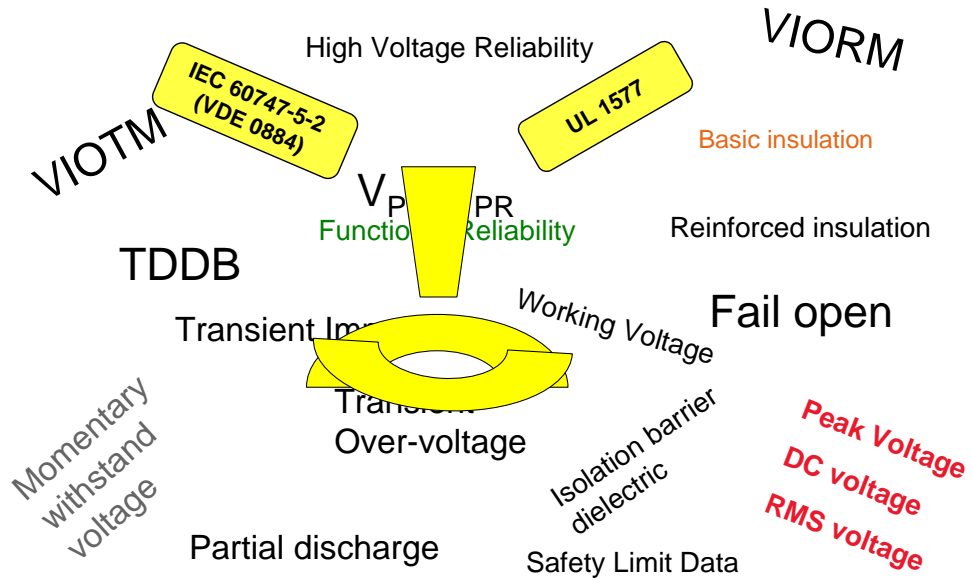 High Voltage Reliability
VIORM
IEC 60747-5-2
(VDE 0884)
UL 1577
VIOTM
Basic insulation
V
PR
Reliability
Reinforced insulation
TDDB
Working Voltage
Fail open
Transient
Transient
Over-voltage
Momentary
withstand
voltage
Isolation barrier
dielectric
Peak Voltage
DC voltage
RMS voltage
Partial discharge
Safety Limit Data